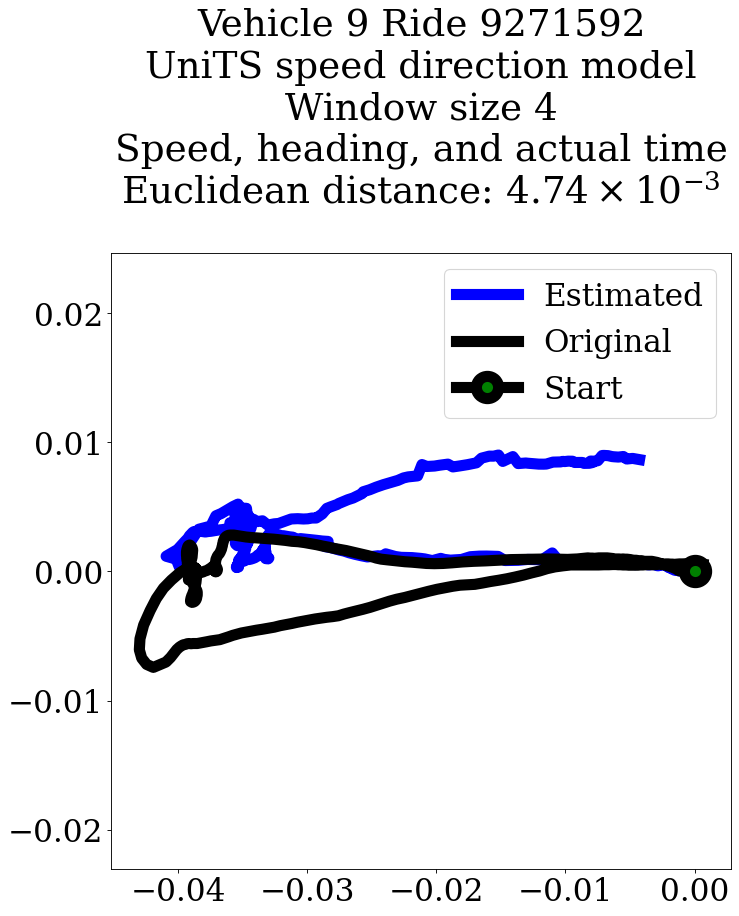 Vehicle 9 Ride 9271592
UniTS speed direction model
Window size 4
Speed, heading, and actual time
Euclidean distance: 4.74 × 10⁻³
Estimated
Original
Start
0.02
0.01
0.00
−0.01
−0.02
−0.04
−0.03
−0.02
−0.01
0.00